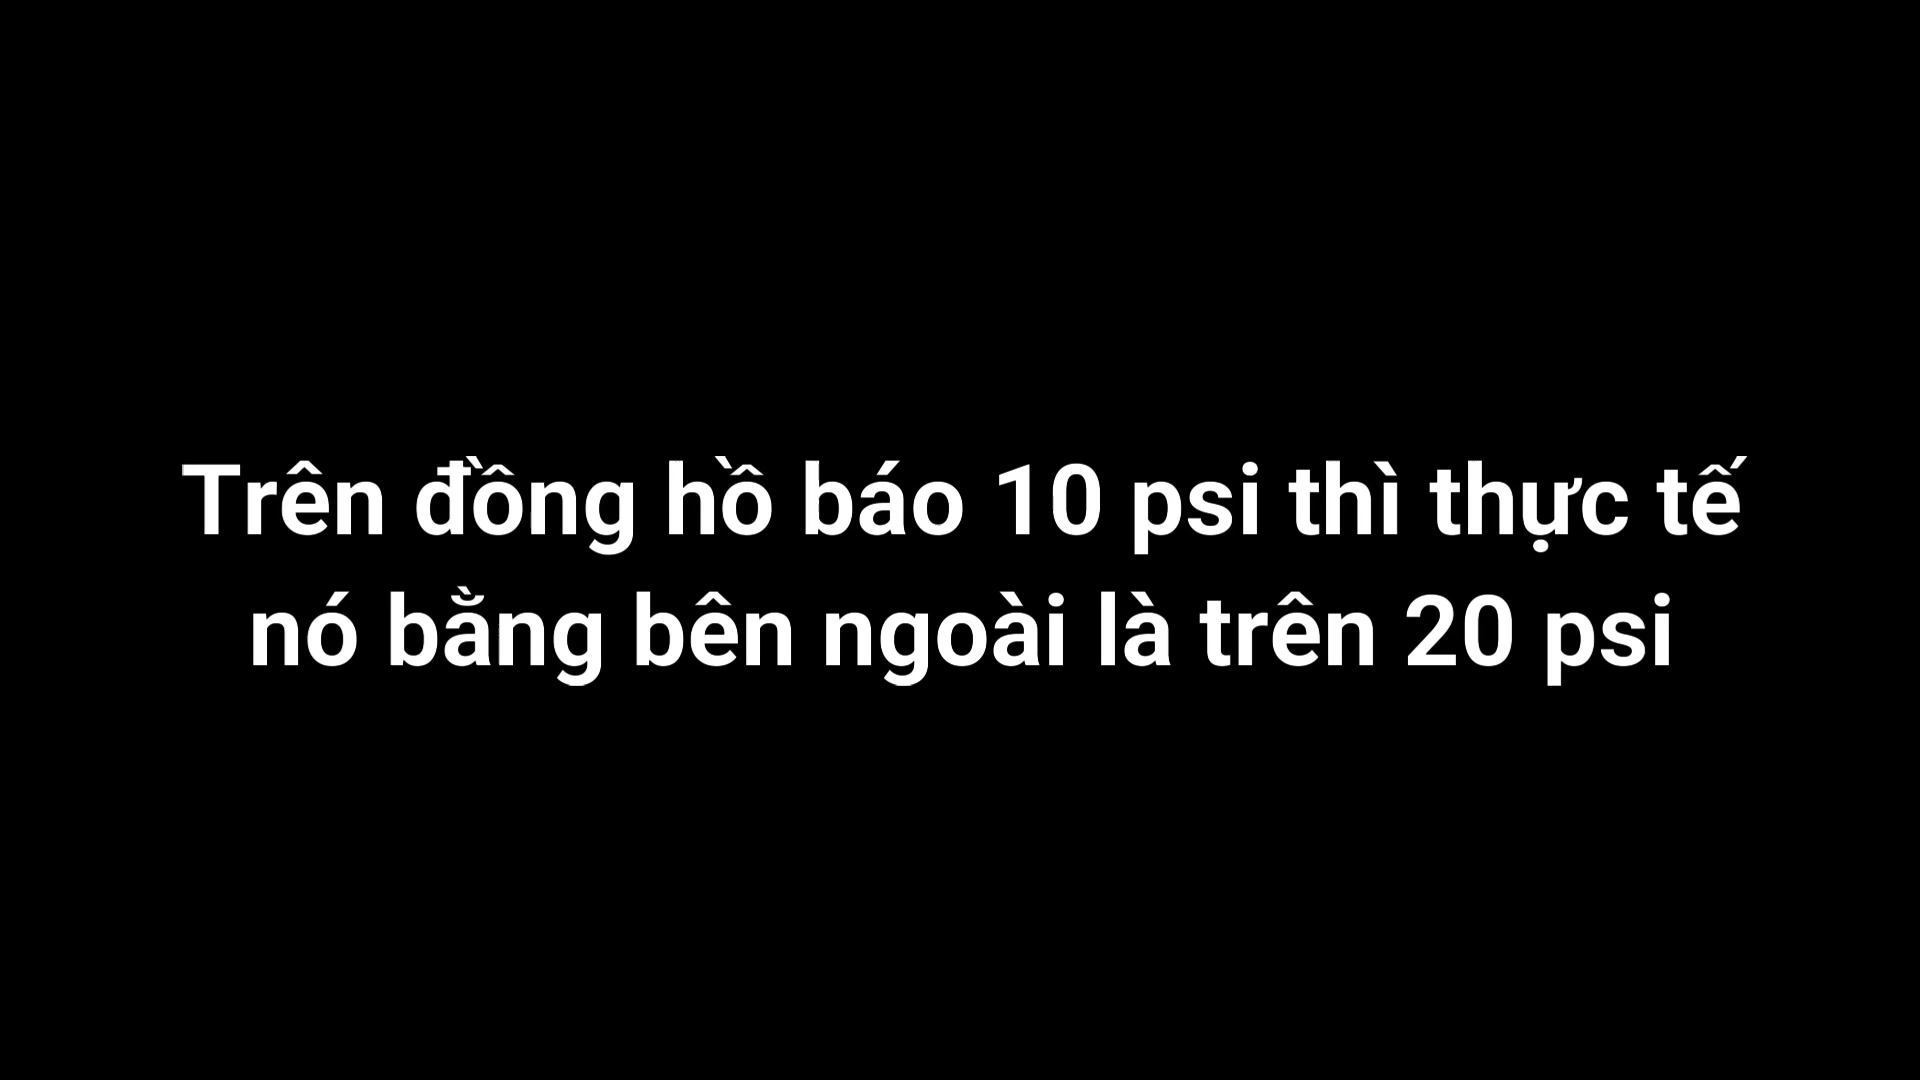 Trên đồng hồ báo 10 psi thì thực tế
nó bằng bên ngoài là trên 20 psi